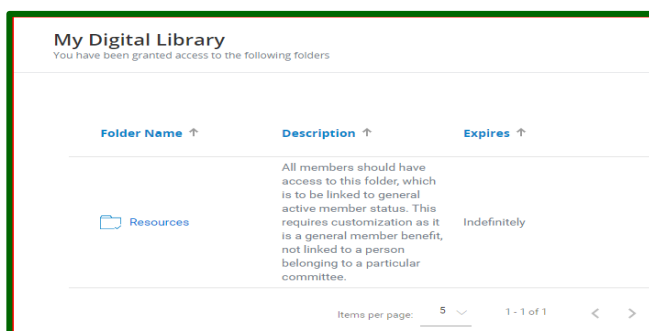 My Digital Library
You have been granted access to the following folders
Folder Name ↑ Description ↑ Expires ↑
All members should have
access to this folder, which
is to be linked to general
active member status. This
Resources requires customization as it Indefinitely
is a general member benefit,
not linked to a person
belonging to a particular
committee.
Items per page: 5 1 - 1 of 1 < >